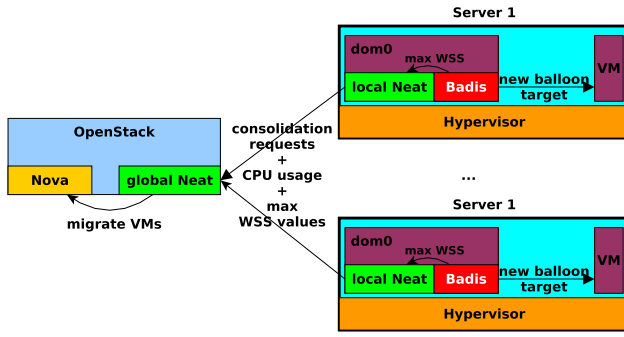 Server 1
dom0
max WSS
local Neat
Badis
new balloon
target
VM
Hypervisor
OpenStack
Nova
global Neat
migrate VMs
consolidation
requests
+
CPU usage
+
max
WSS values
...
Server 1
dom0
max WSS
local Neat
Badis
new balloon
target
VM
Hypervisor